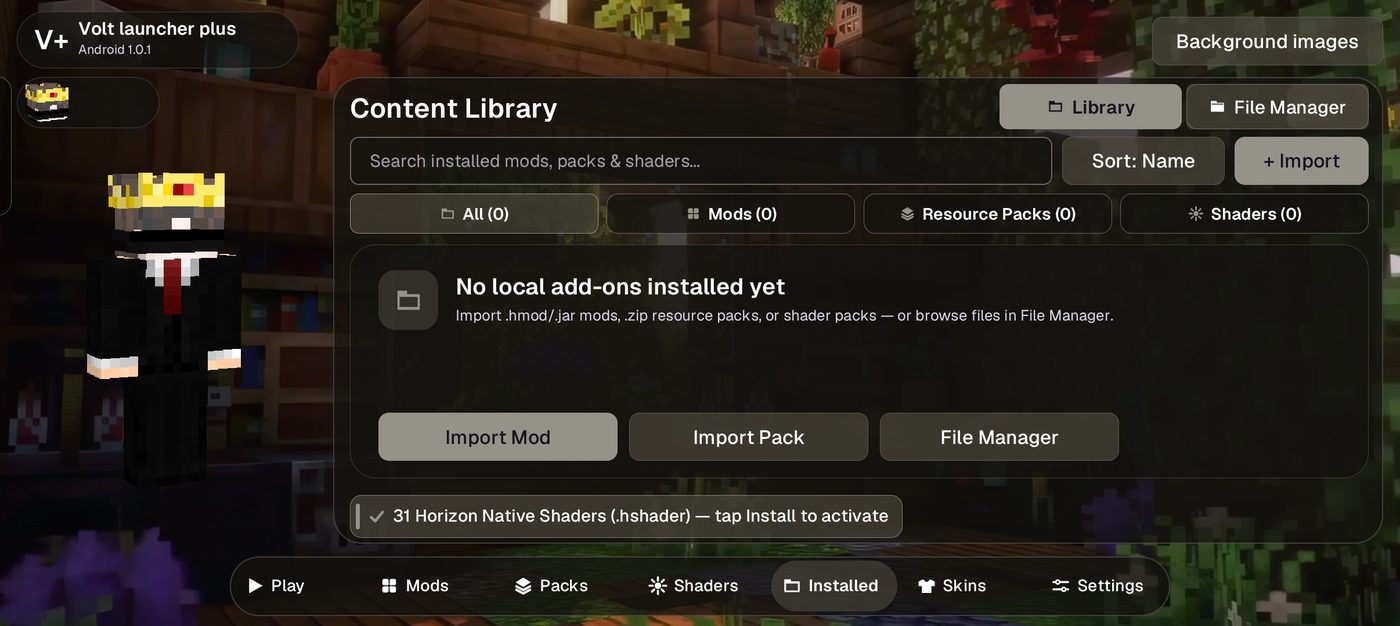 V+
Volt launcher plus
Android 1.0.1
Background images
Content Library
Library
File Manager
Search installed mods, packs & shaders...
Sort: Name
+ Import
All (0)
Mods (0)
Resource Packs (0)
Shaders (0)
No local add-ons installed yet
Import .hmod/.jar mods, .zip resource packs, or shader packs — or browse files in File Manager.
Import Mod
Import Pack
File Manager
31 Horizon Native Shaders (.hshader) — tap Install to activate
Play
Mods
Packs
Shaders
Installed
Skins
Settings